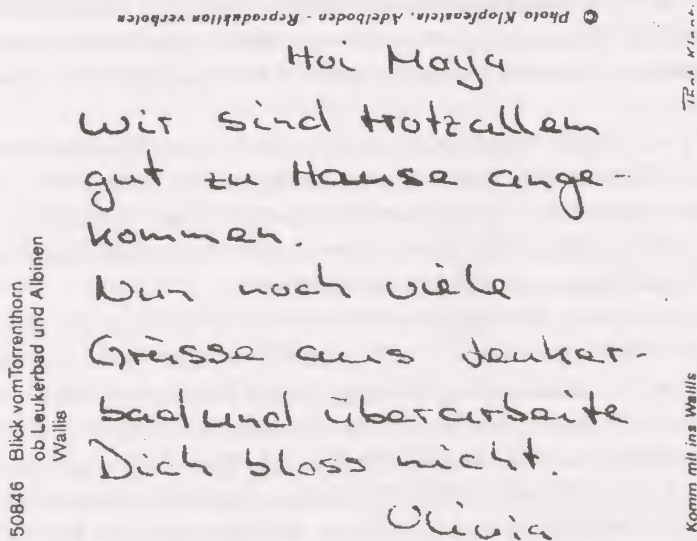 © Photo Klopfenstein, Adelboden - Reproduktion verboten
Hoi Maya
Wir sind trotzallem
gut zu Hause ange-
kommen.
Nun noch viele
Grüsse aus Leuker-
bad und überarbeite
Dich bloss nicht.
Olivia
50846 Blick vom Torrenthorn
ob Leukerbad und Albinen
Wallis
Komm mit ins Wallis